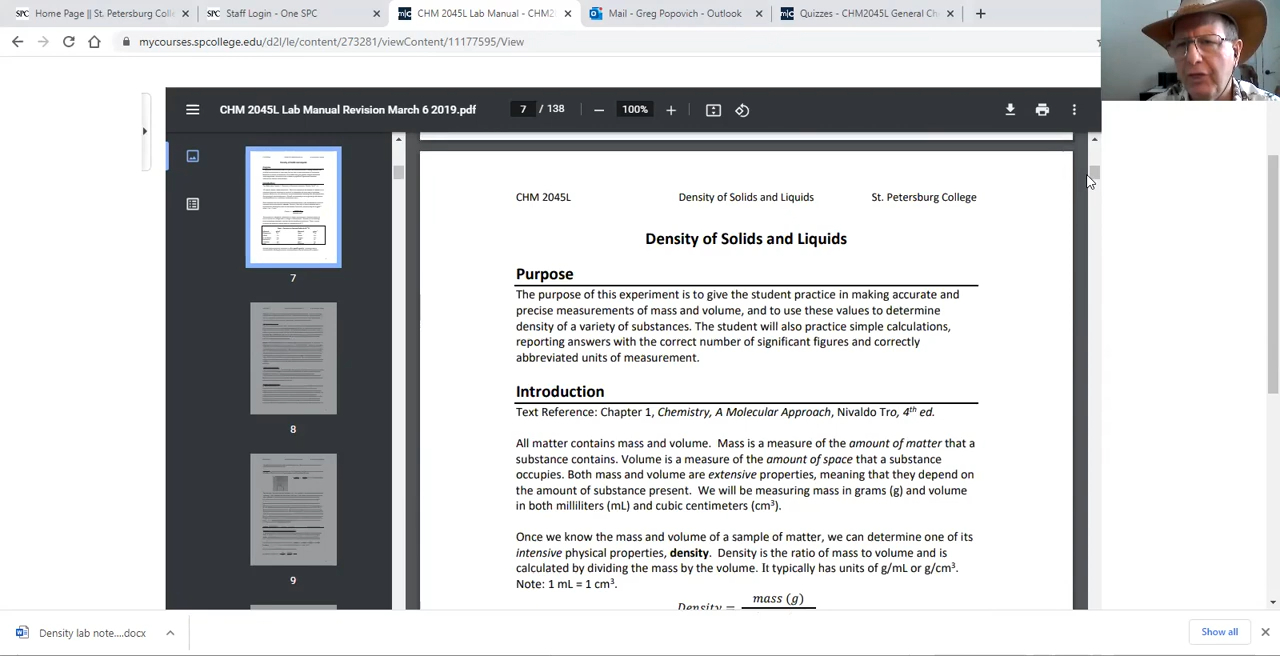 Home Page || St. Petersburg Coll
Staff Login - One SPC
CHM 2045L Lab Manual - CHM2
Mail - Greg Popovich - Outlook
Quizzes - CHM2045L General Ch
mycourses.spcollege.edu/d2l/le/content/273281/viewContent/11177595/View
CHM 2045L Lab Manual Revision March 6 2019.pdf
7 / 138
100%
7
8
9
CHM 2045L Density of Solids and Liquids St. Petersburg College
Density of Solids and Liquids
Purpose
The purpose of this experiment is to give the student practice in making accurate and
precise measurements of mass and volume, and to use these values to determine
density of a variety of substances. The student will also practice simple calculations,
reporting answers with the correct number of significant figures and correctly
abbreviated units of measurement.
Introduction
Text Reference: Chapter 1, Chemistry, A Molecular Approach, Nivaldo Tro, 4th ed.
All matter contains mass and volume. Mass is a measure of the amount of matter that a
substance contains. Volume is a measure of the amount of space that a substance
occupies. Both mass and volume are extensive properties, meaning that they depend on
the amount of substance present. We will be measuring mass in grams (g) and volume
in both milliliters (mL) and cubic centimeters (cm³).
Once we know the mass and volume of a sample of matter, we can determine one of its
intensive physical properties, density. Density is the ratio of mass to volume and is
calculated by dividing the mass by the volume. It typically has units of g/mL or g/cm³.
Note: 1 mL = 1 cm³.
mass (g)
Density =
Density lab note....docx
Show all